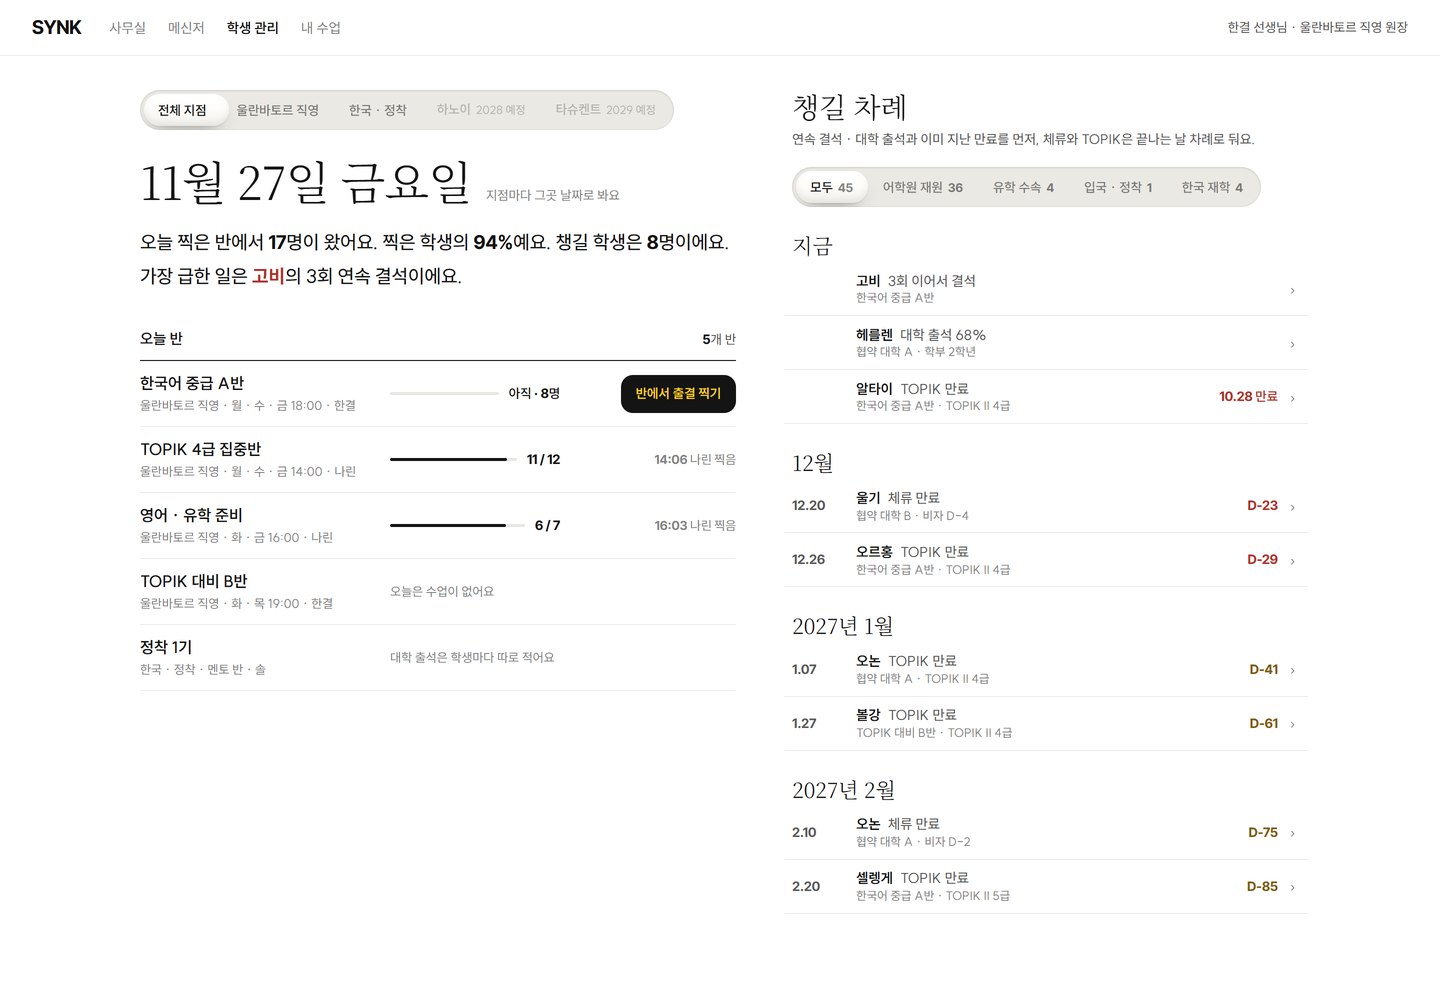 SYNK 사무실 메신저 학생 관리 내 수업 한결 선생님 · 울란바토르 직영 원장
전체 지점 울란바토르 직영 한국 · 정착 하노이 2028 예정 타슈켄트 2029 예정
11월 27일 금요일 지점마다 그곳 날짜로 봐요
오늘 찍은 반에서 17명이 왔어요. 찍은 학생의 94%예요. 챙길 학생은 8명이에요.
가장 급한 일은 고비의 3회 연속 결석이에요.
오늘 반 5개 반
한국어 중급 A반
울란바토르 직영 · 월 · 수 · 금 18:00 · 한결
아직 · 8명
반에서 출결 찍기
TOPIK 4급 집중반
울란바토르 직영 · 월 · 수 · 금 14:00 · 나린
11 / 12
14:06 나린 찍음
영어 · 유학 준비
울란바토르 직영 · 화 · 금 16:00 · 나린
6 / 7
16:03 나린 찍음
TOPIK 대비 B반
울란바토르 직영 · 화 · 목 19:00 · 한결
오늘은 수업이 없어요
정착 1기
한국 · 정착 · 멘토 반 · 솔
대학 출석은 학생마다 따로 적어요
챙길 차례
연속 결석 · 대학 출석과 이미 지난 만료를 먼저, 체류와 TOPIK은 끝나는 날 차례로 둬요.
모두 45 어학원 재원 36 유학 수속 4 입국 · 정착 1 한국 재학 4
지금
고비 3회 이어서 결석
한국어 중급 A반
›
헤를렌 대학 출석 68%
협약 대학 A · 학부 2학년
›
알타이 TOPIK 만료
한국어 중급 A반 · TOPIK II 4급
10.28 만료 ›
12월
12.20
울기 체류 만료
협약 대학 B · 비자 D-4
D-23 ›
12.26
오르홍 TOPIK 만료
한국어 중급 A반 · TOPIK II 4급
D-29 ›
2027년 1월
1.07
오논 TOPIK 만료
협약 대학 A · TOPIK II 4급
D-41 ›
1.27
볼강 TOPIK 만료
TOPIK 대비 B반 · TOPIK II 4급
D-61 ›
2027년 2월
2.10
오논 체류 만료
협약 대학 A · 비자 D-2
D-75 ›
2.20
셀렝게 TOPIK 만료
한국어 중급 A반 · TOPIK II 5급
D-85 ›